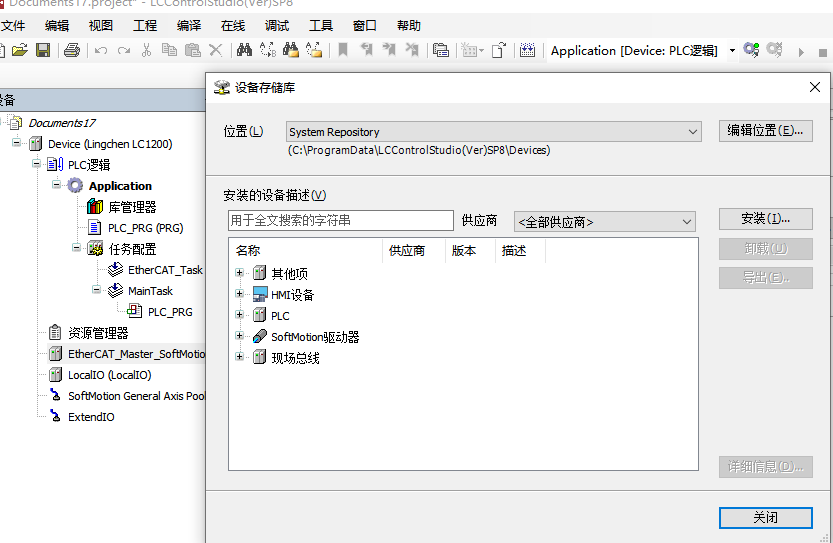 Documents17.project* - LCControlStudio(Ver)SP8
文件 编辑 视图 工程 编译 在线 调试 工具 窗口 帮助
Application [Device: PLC逻辑]
设备
Documents17
Device (Lingchen LC1200)
PLC逻辑
Application
库管理器
PLC_PRG (PRG)
任务配置
EtherCAT_Task
MainTask
PLC_PRG
资源管理器
EtherCAT_Master_SoftMotio
LocalIO (LocalIO)
SoftMotion General Axis Pool
ExtendIO
设备存储库
位置(L) System Repository 编辑位置(E)...
(C:\ProgramData\LCControlStudio(Ver)SP8\Devices)
安装的设备描述(V)
用于全文搜索的字符串 供应商 <全部供应商> 安装(I)...
名称 供应商 版本 描述 卸载(U)
其他项 导出(E)...
HMI设备
PLC
SoftMotion驱动器
现场总线
详细信息(D)...
关闭